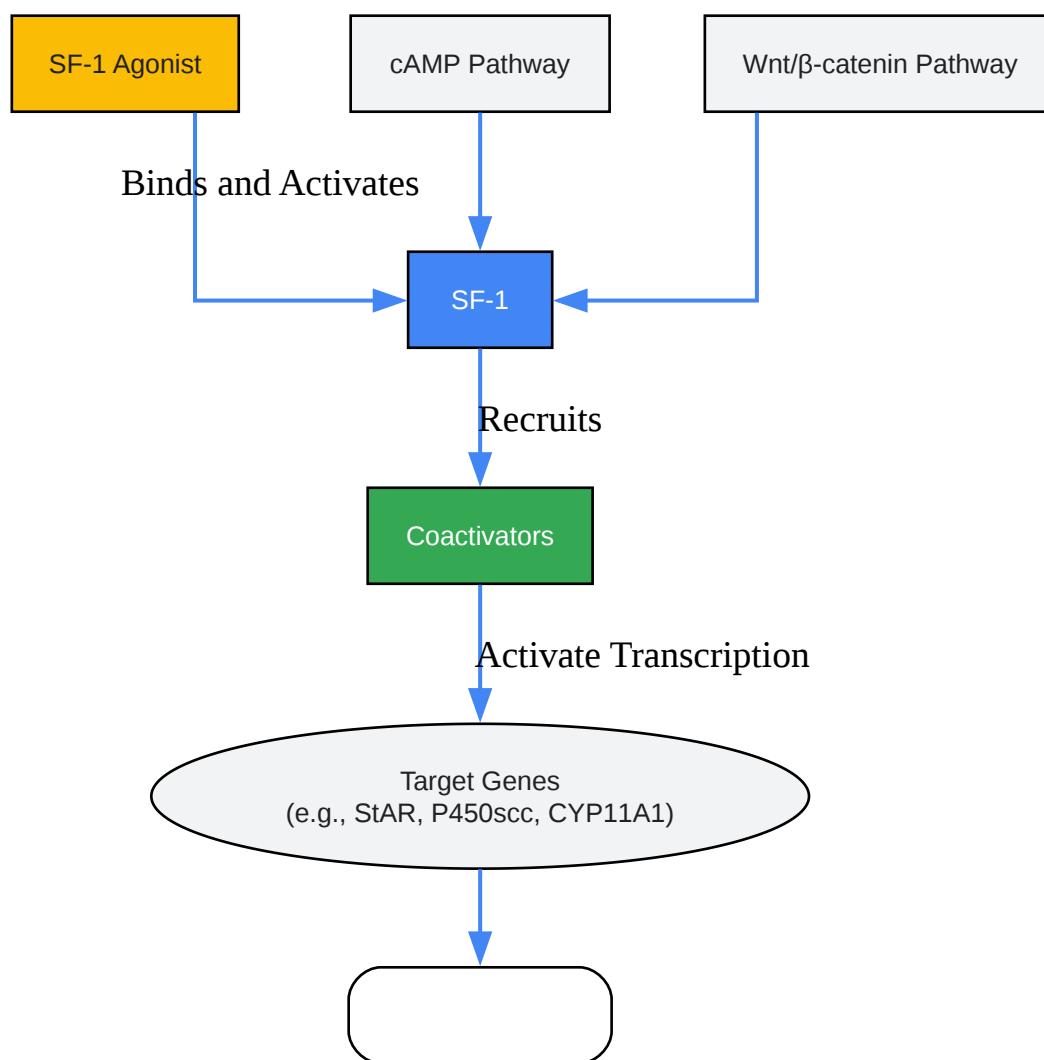 SF-1 Agonist
cAMP Pathway
Wnt/β-catenin Pathway
Binds and Activates
SF-1
Recruits
Coactivators
Activate Transcription
Target Genes
(e.g., StAR, P450scc, CYP11A1)